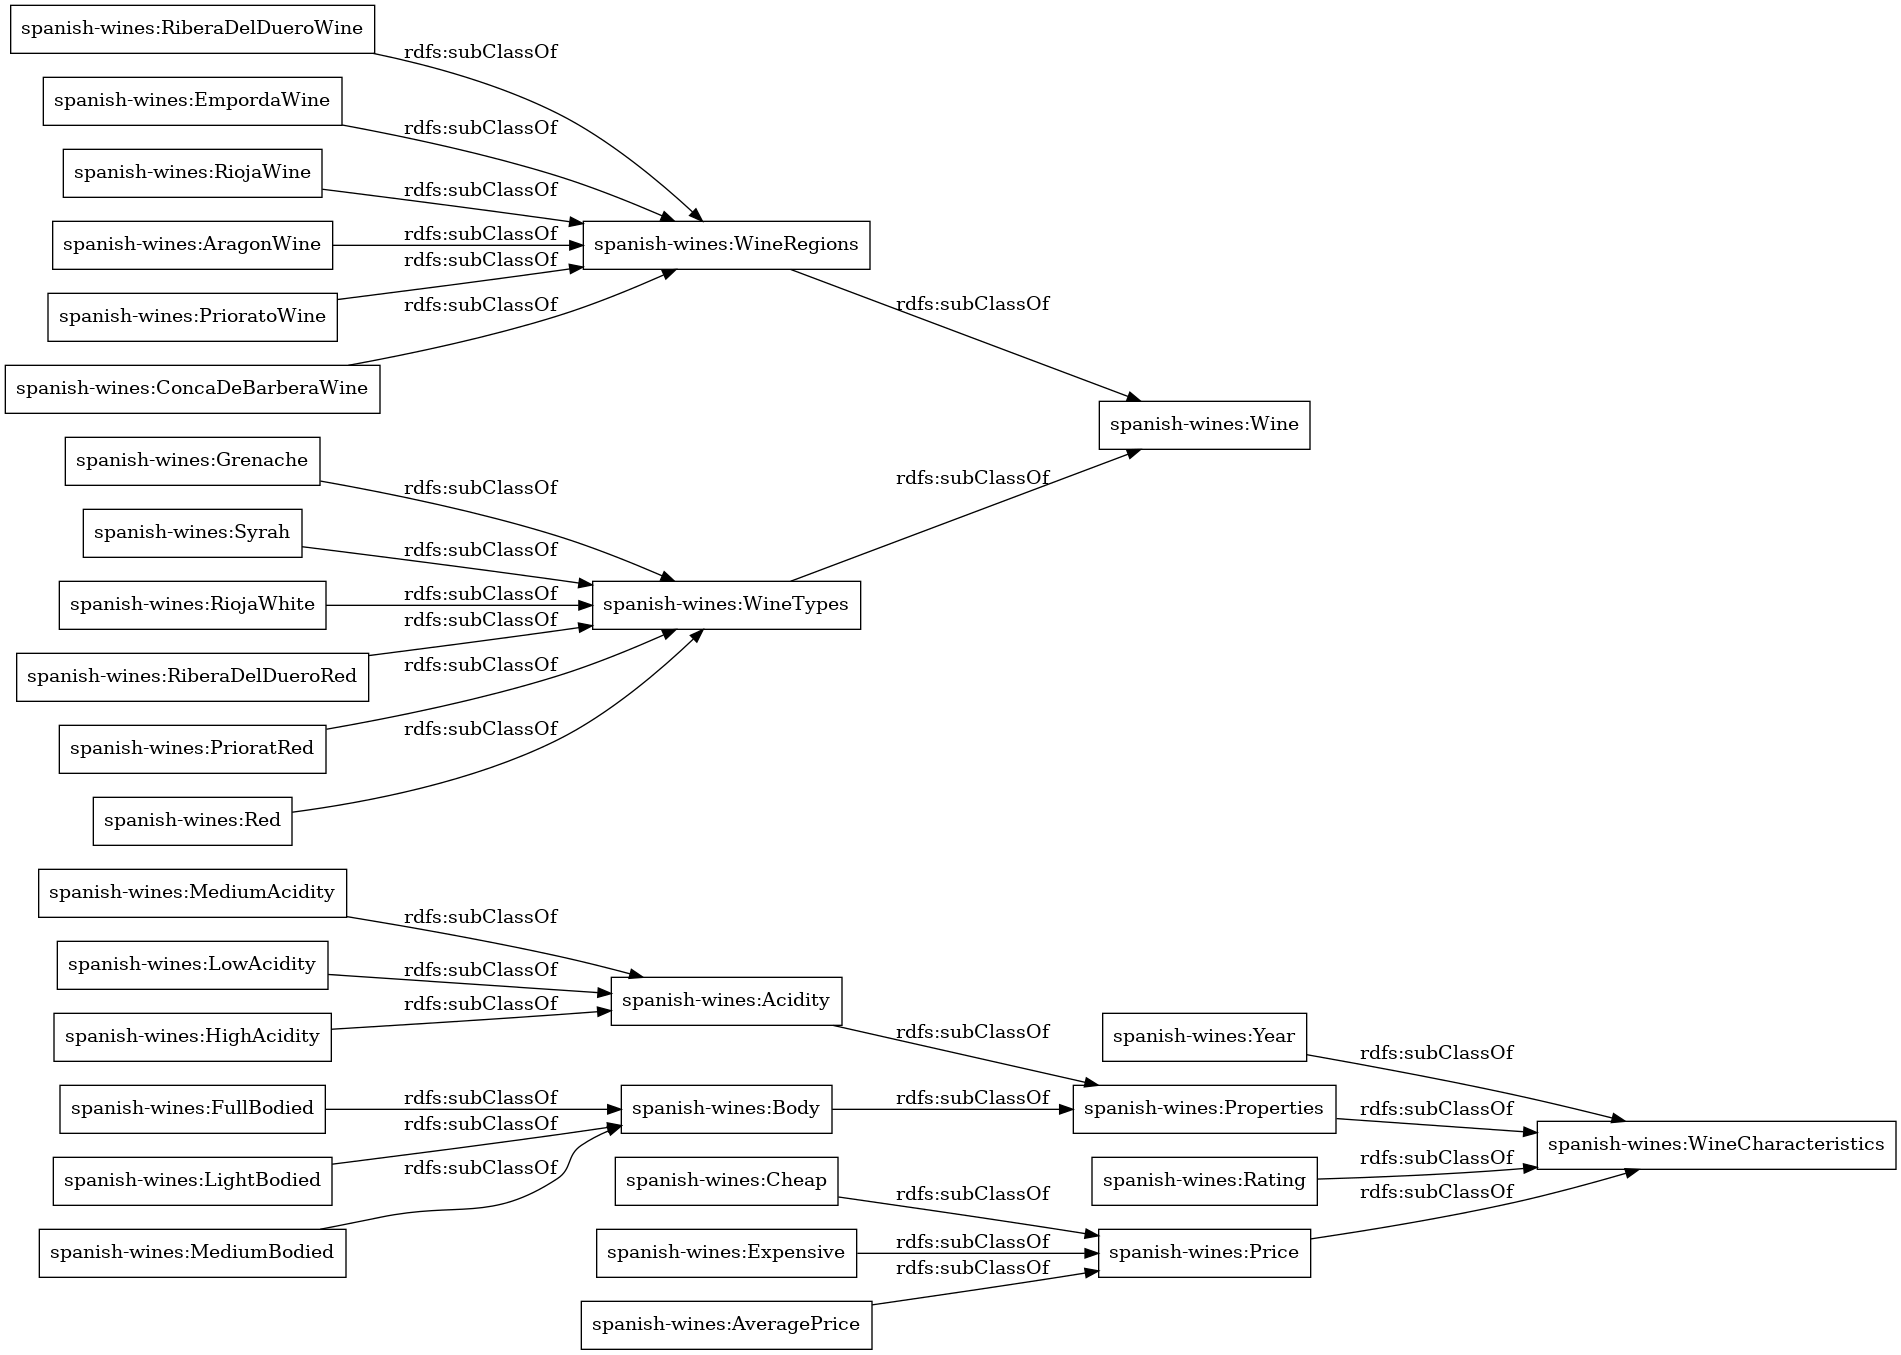 spanish-wines:RiberaDelDueroWine
rdfs:subClassOf
spanish-wines:EmpordaWine
rdfs:subClassOf
spanish-wines:RiojaWine
rdfs:subClassOf
spanish-wines:AragonWine
rdfs:subClassOf
spanish-wines:WineRegions
rdfs:subClassOf
spanish-wines:PrioratoWine
rdfs:subClassOf
rdfs:subClassOf
spanish-wines:ConcaDeBarberaWine
spanish-wines:Wine
spanish-wines:Grenache
rdfs:subClassOf
rdfs:subClassOf
spanish-wines:Syrah
rdfs:subClassOf
spanish-wines:RiojaWhite
rdfs:subClassOf
spanish-wines:WineTypes
rdfs:subClassOf
spanish-wines:RiberaDelDueroRed
rdfs:subClassOf
spanish-wines:PrioratRed
rdfs:subClassOf
spanish-wines:Red
spanish-wines:MediumAcidity
rdfs:subClassOf
spanish-wines:LowAcidity
rdfs:subClassOf
spanish-wines:Acidity
rdfs:subClassOf
spanish-wines:HighAcidity
rdfs:subClassOf
spanish-wines:Year
rdfs:subClassOf
spanish-wines:FullBodied
rdfs:subClassOf
spanish-wines:Body
rdfs:subClassOf
spanish-wines:Properties
rdfs:subClassOf
rdfs:subClassOf
spanish-wines:WineCharacteristics
spanish-wines:LightBodied
rdfs:subClassOf
spanish-wines:Cheap
rdfs:subClassOf
spanish-wines:Rating
rdfs:subClassOf
rdfs:subClassOf
spanish-wines:MediumBodied
spanish-wines:Expensive
rdfs:subClassOf
spanish-wines:Price
rdfs:subClassOf
spanish-wines:AveragePrice